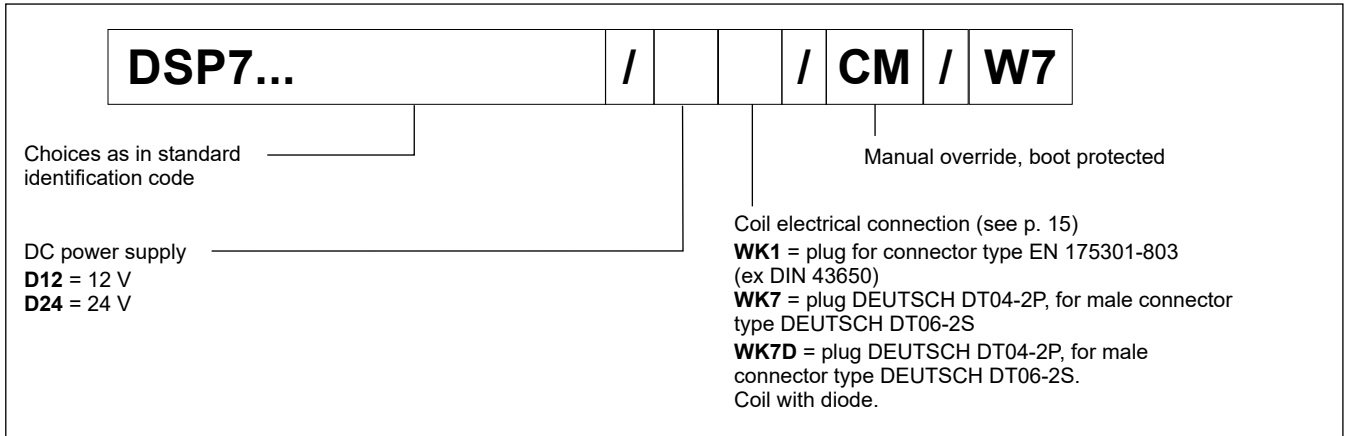 DSP7... / / CM / W7
Choices as in standard
identification code
Manual override, boot protected
DC power supply
D12 = 12 V
D24 = 24 V
Coil electrical connection (see p. 15)
WK1 = plug for connector type EN 175301-803
(ex DIN 43650)
WK7 = plug DEUTSCH DT04-2P, for male connector
type DEUTSCH DT06-2S
WK7D = plug DEUTSCH DT04-2P, for male
connector type DEUTSCH DT06-2S.
Coil with diode.